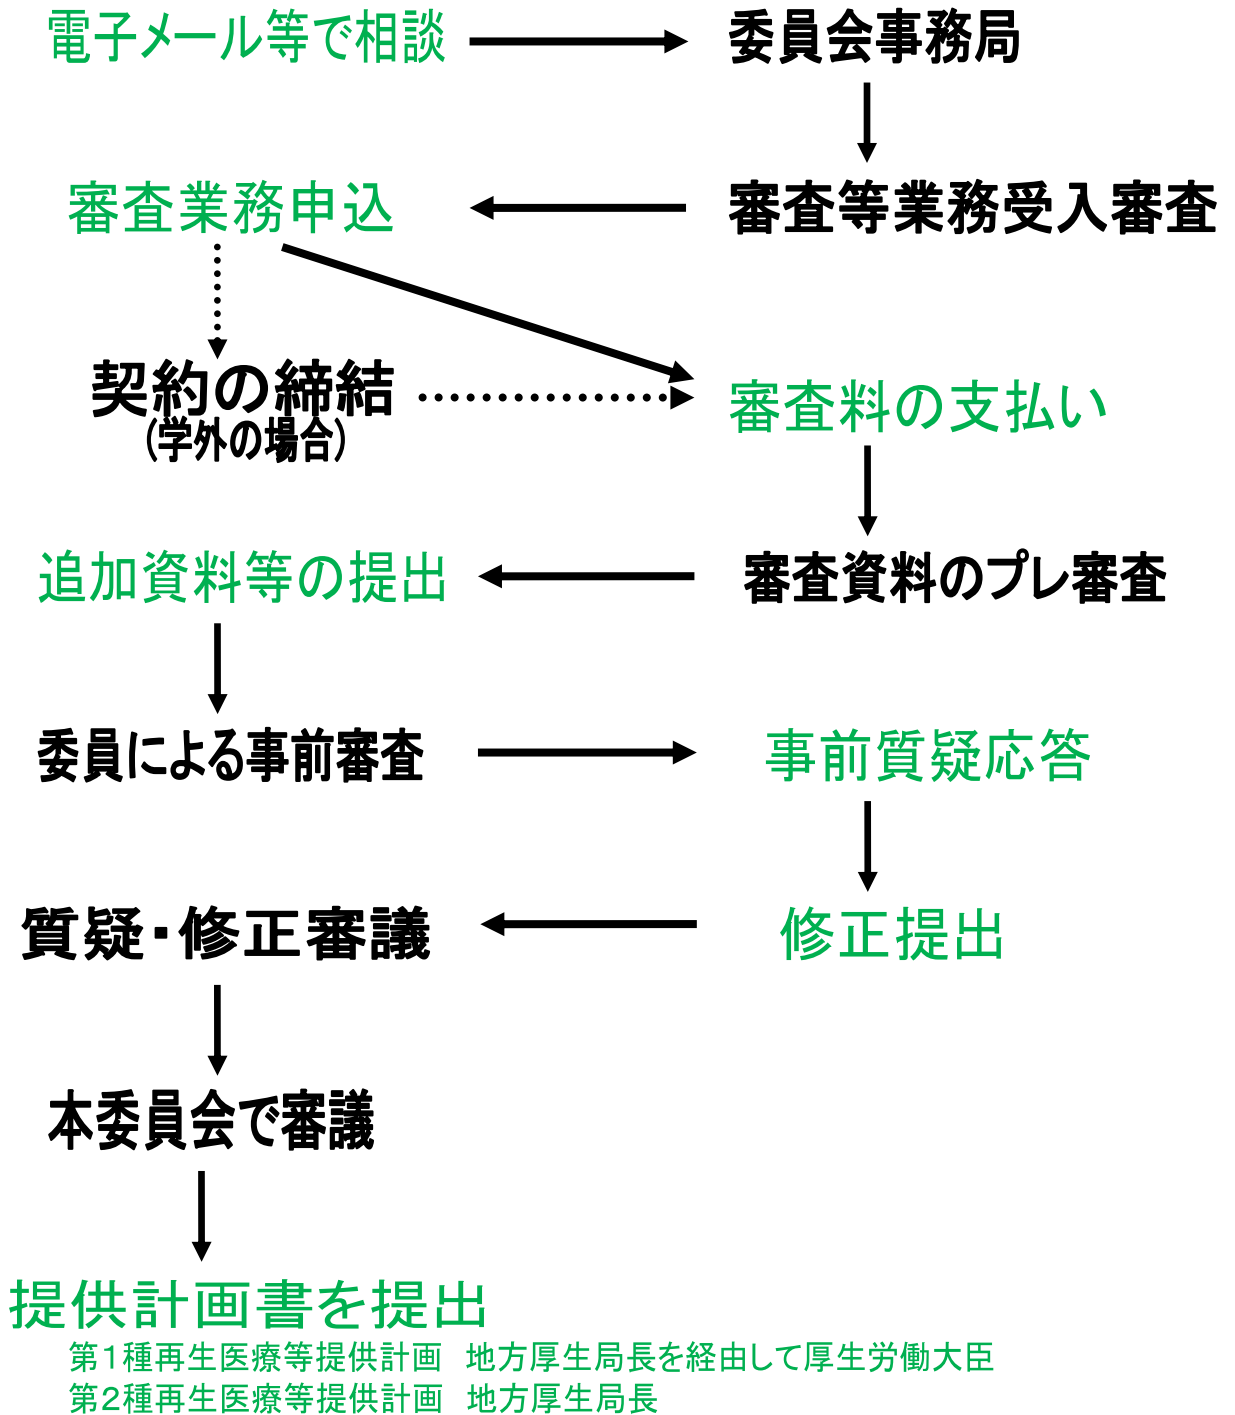 電子メール等で相談
委員会事務局
審査業務申込
審査等業務受入審査
契約の締結
（学外の場合）
審査料の支払い
追加資料等の提出
審査資料のプレ審査
委員による事前審査
事前質疑応答
質疑・修正審議
修正提出
本委員会で審議
提供計画書を提出
第１種再生医療等提供計画　地方厚生局長を経由して厚生労働大臣
第２種再生医療等提供計画　地方厚生局長